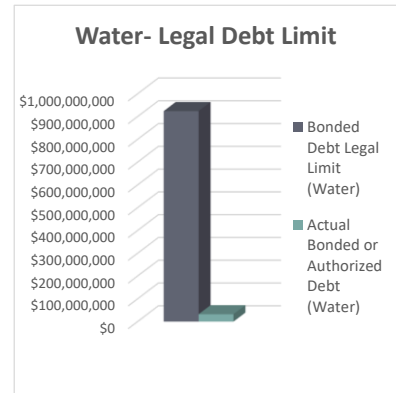 Water- Legal Debt Limit
$1,000,000,000
$900,000,000
$800,000,000
$700,000,000
$600,000,000
$500,000,000
$400,000,000
$300,000,000
$200,000,000
$100,000,000
$0
Bonded
Debt Legal
Limit
(Water)
Actual
Bonded or
Authorized
Debt
(Water)